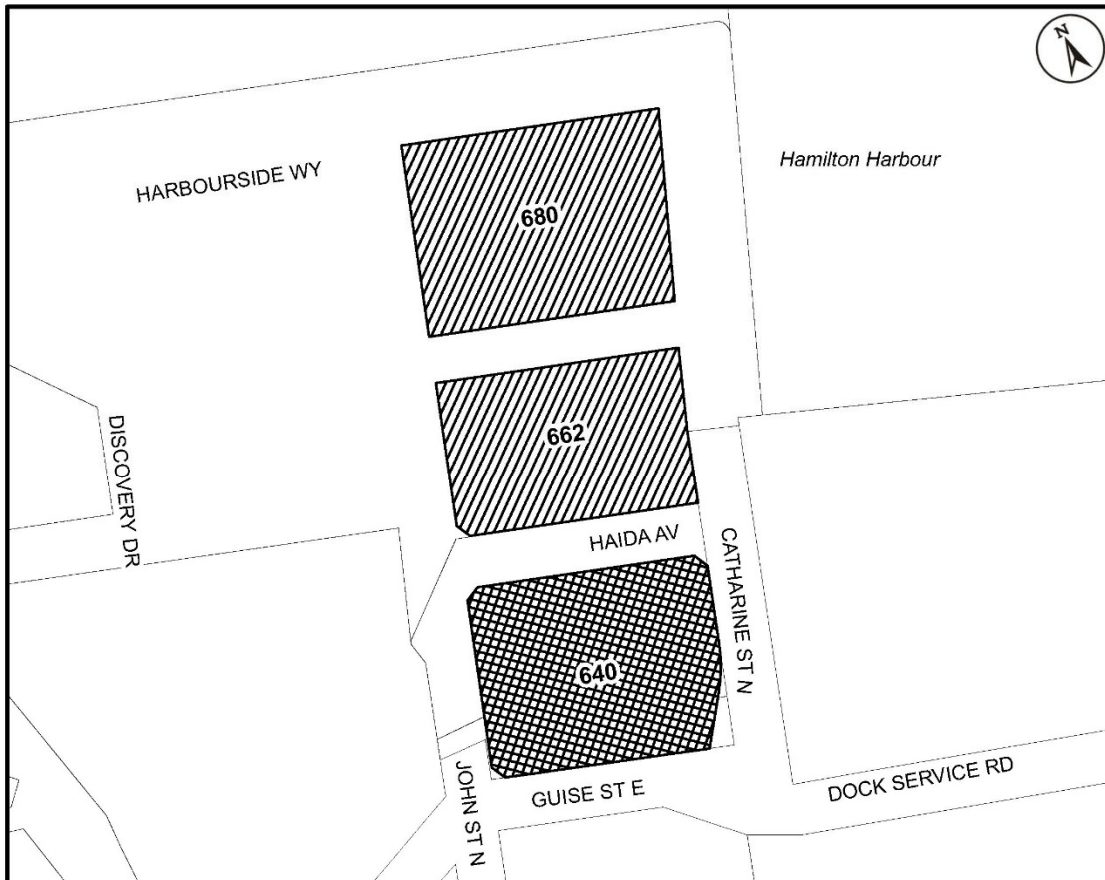 N
Hamilton Harbour
HARBOURSIDE WY
680
662
DISCOVERY DR
HAIDA AV
CATHARINE ST N
640
JOHN ST N
GUISE ST E
DOCK SERVICE RD